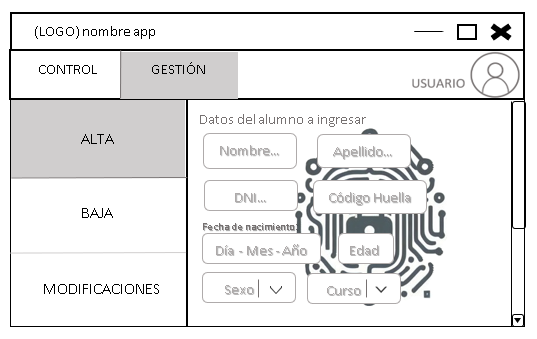 (LOGO) nombre app
CONTROL
GESTIÓN
USUARIO
ALTA
BAJA
MODIFICACIONES
Datos del alumno a ingresar
Nombre...
Apellido...
DNI...
Código Huella
Fecha de nacimiento:
Día - Mes - Año
Edad
Sexo
Curso